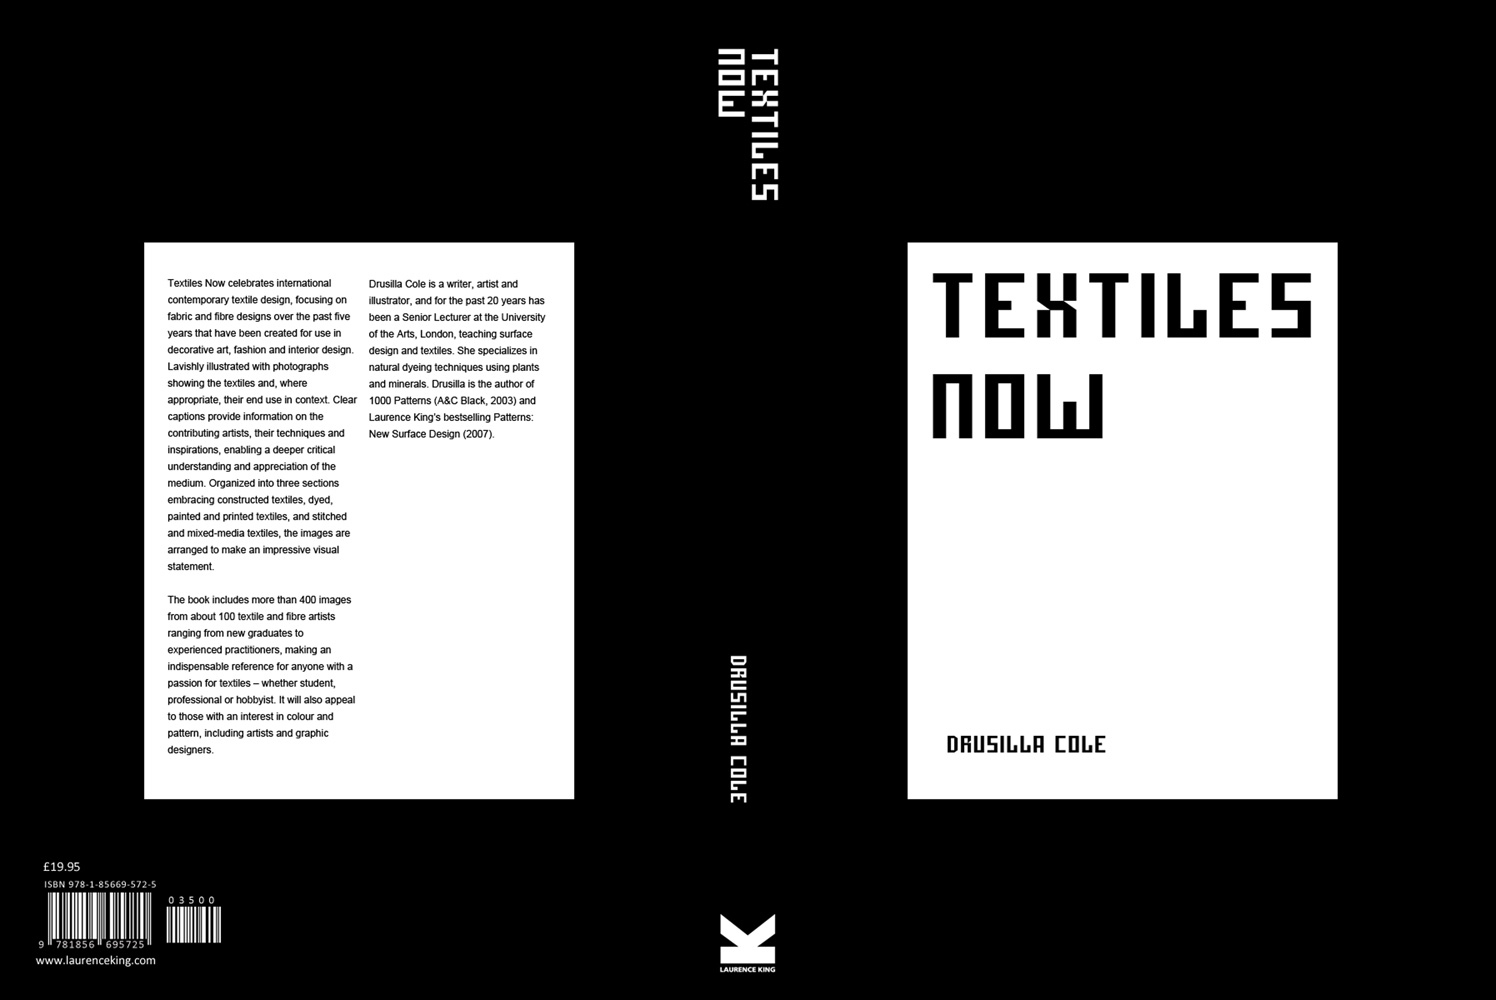 Textiles Now celebrates international
contemporary textile design, focusing on
fabric and fibre designs over the past five
years that have been created for use in
decorative art, fashion and interior design.
Lavishly illustrated with photographs
showing the textiles and, where
appropriate, their end use in context. Clear
captions provide information on the
contributing artists, their techniques and
inspirations, enabling a deeper critical
understanding and appreciation of the
medium. Organized into three sections
embracing constructed textiles, dyed,
painted and printed textiles, and stitched
and mixed-media textiles, the images are
arranged to make an impressive visual
statement.
The book includes more than 400 images
from about 100 textile and fibre artists
ranging from new graduates to
experienced practitioners, making an
indispensable reference for anyone with a
passion for textiles – whether student,
professional or hobbyist. It will also appeal
to those with an interest in colour and
pattern, including artists and graphic
designers.
Drusilla Cole is a writer, artist and
illustrator, and for the past 20 years has
been a Senior Lecturer at the University
of the Arts, London, teaching surface
design and textiles. She specializes in
natural dyeing techniques using plants
and minerals. Drusilla is the author of
1000 Patterns (A&C Black, 2003) and
Laurence King's bestselling Patterns:
New Surface Design (2007).
£19.95
ISBN 978-1-85669-572-5
03500
9 781856 695725
www.laurenceking.com
TEXTILES
NOW
DRUSILLA COLE
LAURENCE KING
TEXTILES
NOW
DRUSILLA COLE